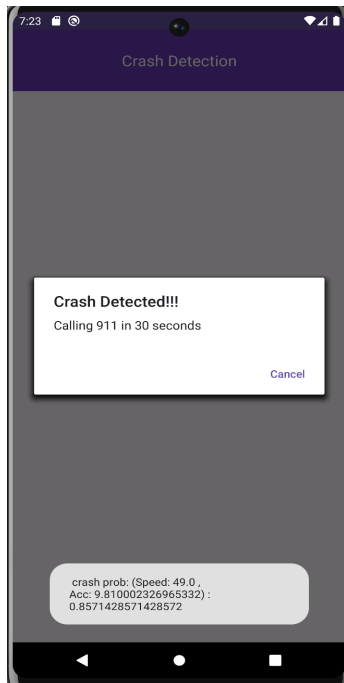 7:23
Crash Detection
Crash Detected!!!
Calling 911 in 30 seconds
Cancel
crash prob: (Speed: 49.0 ,
Acc: 9.810002326965332) :
0.8571428571428572